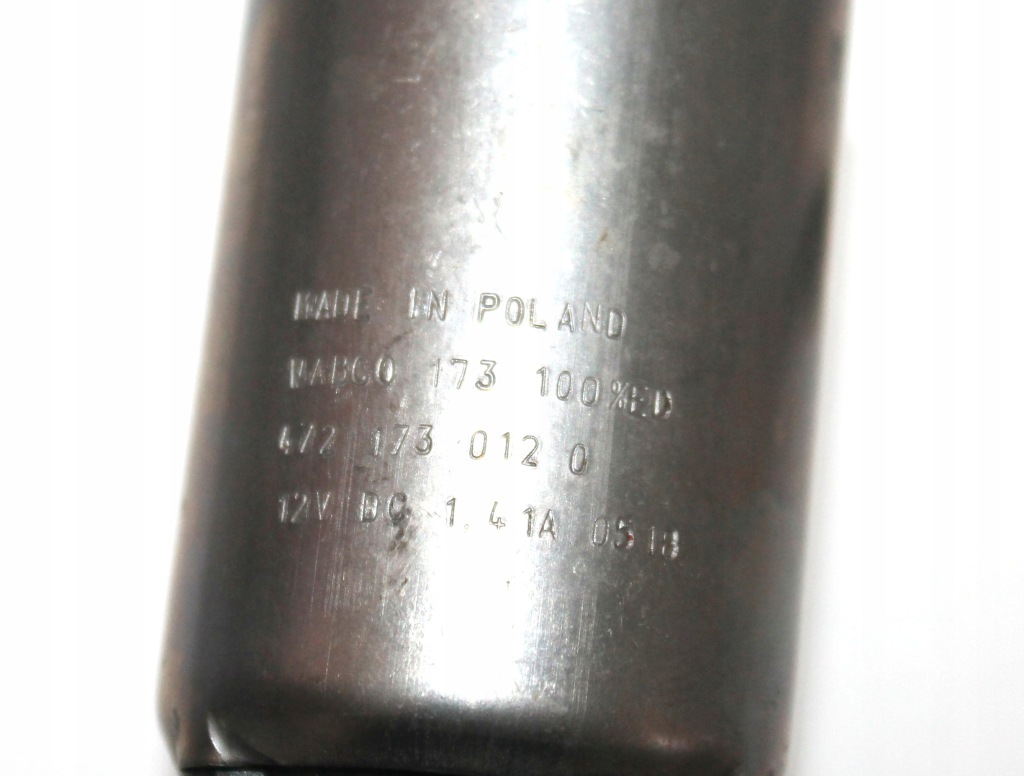 MADE IN POLAND
WABCO 173 100%ED
472 173 012 0
12V DC 1.41A 0518